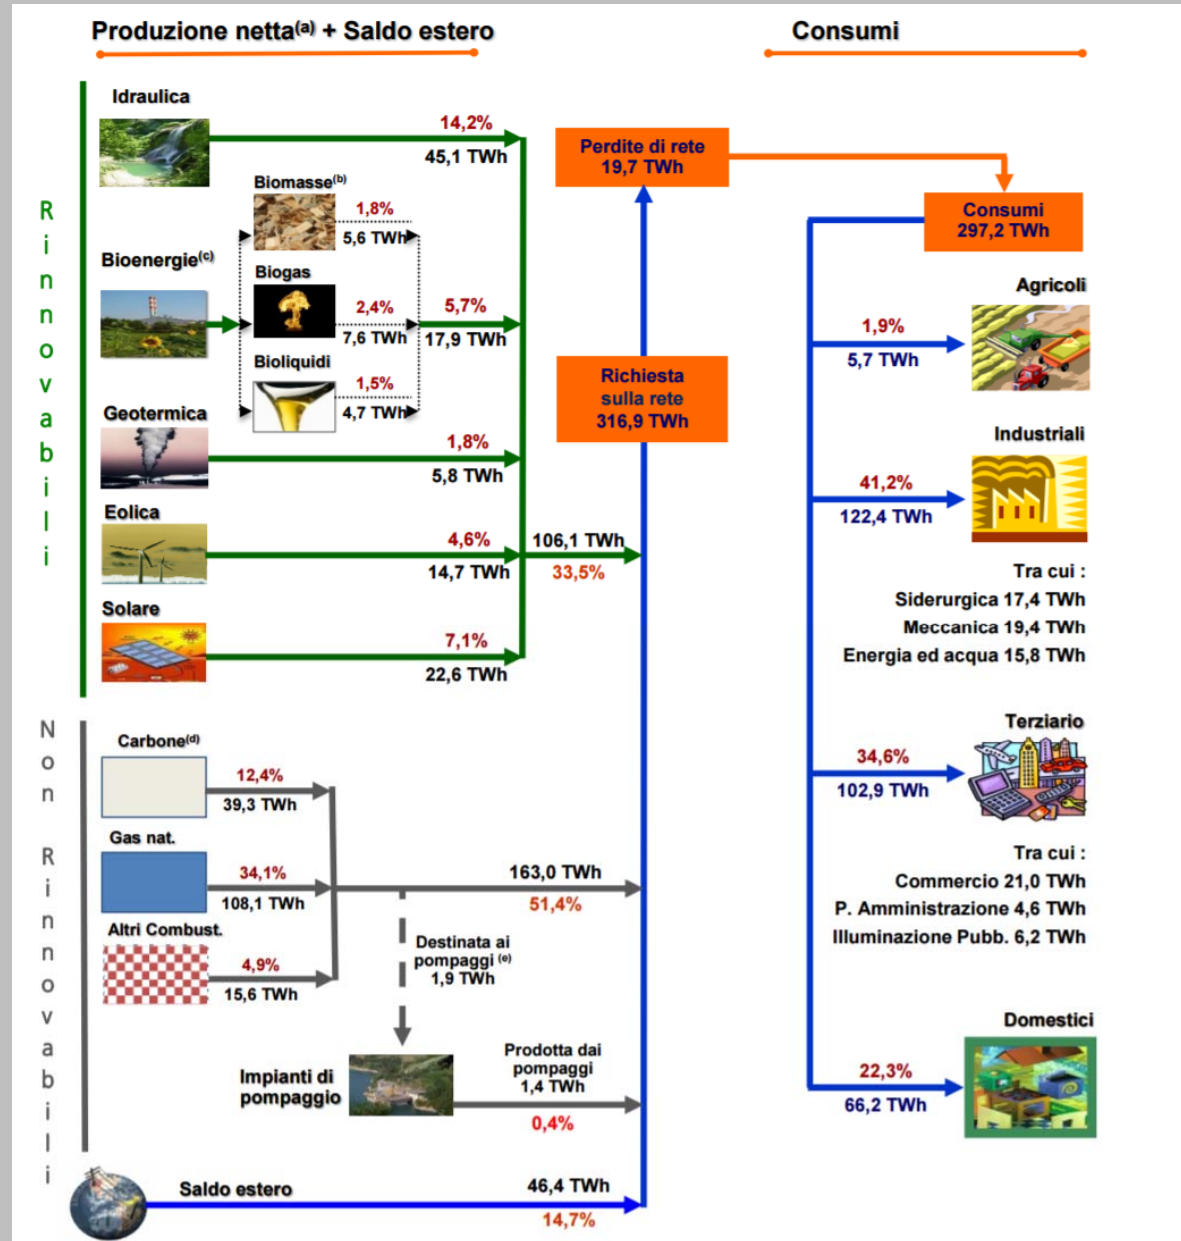 Produzione netta(a) + Saldo estero
Consumi
Rinnovabili
Idraulica
14,2%
45,1 TWh
Bioenergie(c)
Biomasse(b)
1,8%
5,6 TWh
Biogas
2,4%
7,6 TWh
Bioliquidi
1,5%
4,7 TWh
5,7%
17,9 TWh
Geotermica
1,8%
5,8 TWh
Eolica
4,6%
14,7 TWh
106,1 TWh
33,5%
Solare
7,1%
22,6 TWh
Non Rinnovabili
Carbone(d)
12,4%
39,3 TWh
Gas nat.
34,1%
108,1 TWh
163,0 TWh
51,4%
Altri Combust.
4,9%
15,6 TWh
Destinata ai
pompaggi (e)
1,9 TWh
Impianti di
pompaggio
Prodotta dai
pompaggi
1,4 TWh
0,4%
Saldo estero
46,4 TWh
14,7%
Perdite di rete
19,7 TWh
Richiesta
sulla rete
316,9 TWh
Consumi
297,2 TWh
Agricoli
1,9%
5,7 TWh
Industriali
41,2%
122,4 TWh
Tra cui :
Siderurgica 17,4 TWh
Meccanica 19,4 TWh
Energia ed acqua 15,8 TWh
Terziario
34,6%
102,9 TWh
Tra cui :
Commercio 21,0 TWh
P. Amministrazione 4,6 TWh
Illuminazione Pubb. 6,2 TWh
Domestici
22,3%
66,2 TWh